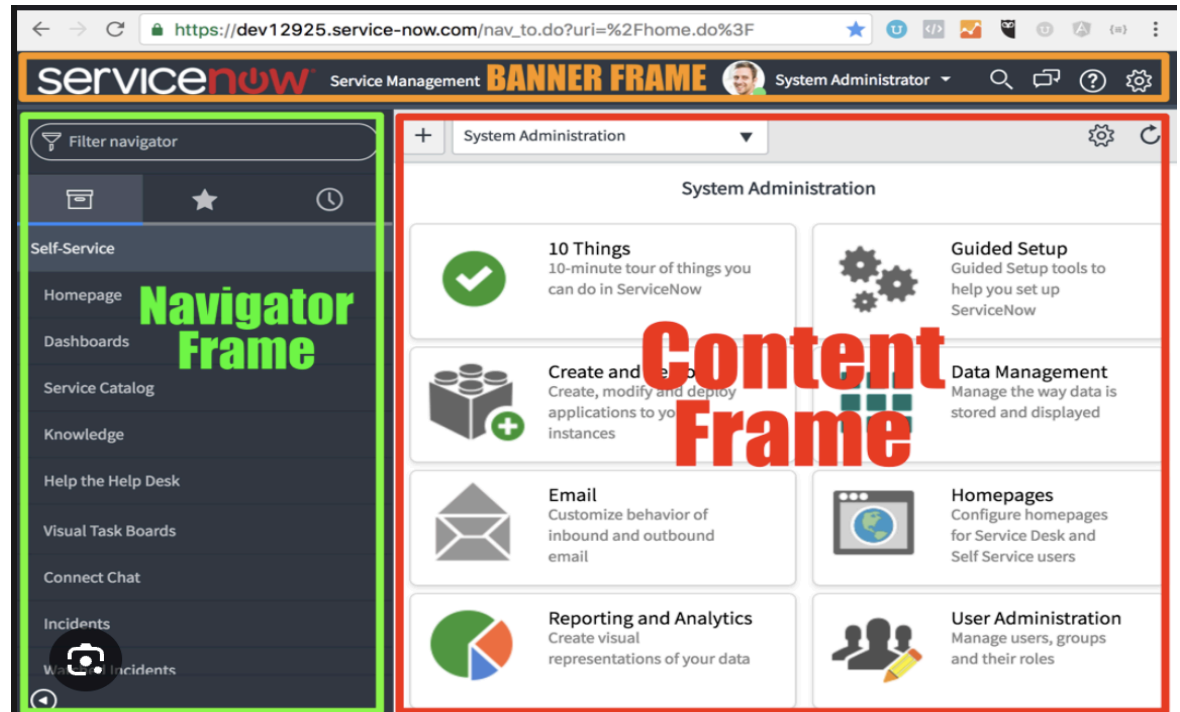 https://dev12925.service-now.com/nav_to.do?uri=%2Fhome.do%3F
servicenow
Service Management
BANNER FRAME
System Administrator
Filter navigator
Self-Service
Homepage
Dashboards
Service Catalog
Knowledge
Help the Help Desk
Visual Task Boards
Connect Chat
Incidents
Incidents
Navigator
Frame
System Administration
System Administration
10 Things
10-minute tour of things you
can do in ServiceNow
Guided Setup
Guided Setup tools to
help you set up
ServiceNow
Create and
Create, modify and deploy
applications to
instances
Data Management
Manage the way data is
stored and displayed
Content
Frame
Email
Customize behavior of
inbound and outbound
email
Homepages
Configure homepages
for Service Desk and
Self Service users
Reporting and Analytics
Create visual
representations of your data
User Administration
Manage users, groups
and their roles